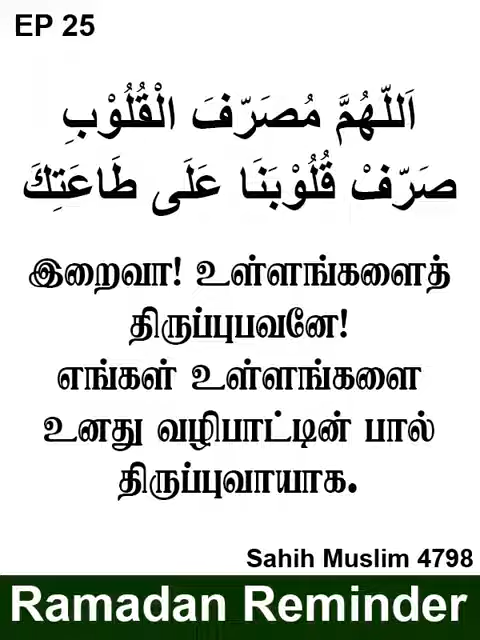 EP 25
اَللّٰهُمَّ مُصَرِّفَ الْقُلُوْبِ
صَرِّفْ قُلُوْبَنَا عَلَى طَاعَتِكَ
இறைவா! உள்ளங்களைத்
திருப்புபவனே!
எங்கள் உள்ளங்களை
உனது வழிபாட்டின் பால்
திருப்புவாயாக.
Sahih Muslim 4798
Ramadan Reminder